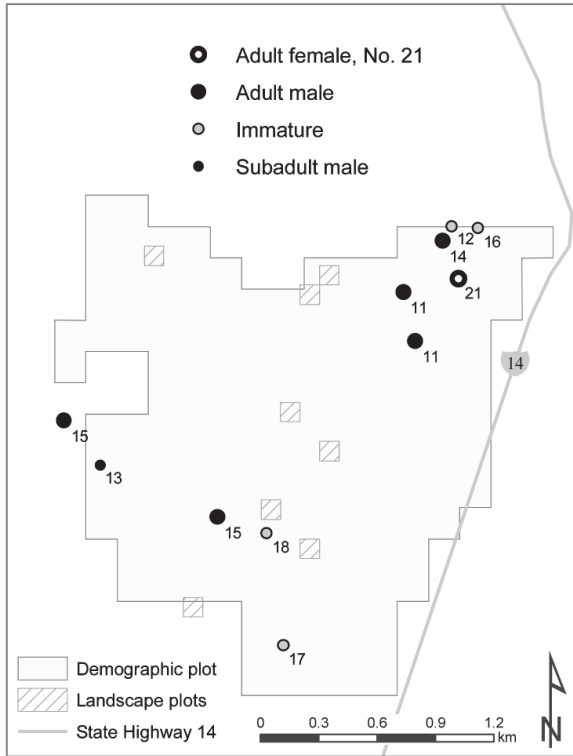 Adult female, No. 21
Adult male
Immature
Subadult male
12
16
14
21
11
11
14
15
13
15
18
17
Demographic plot
Landscape plots
State Highway 14
0 0.3 0.6 0.9 1.2
km
N